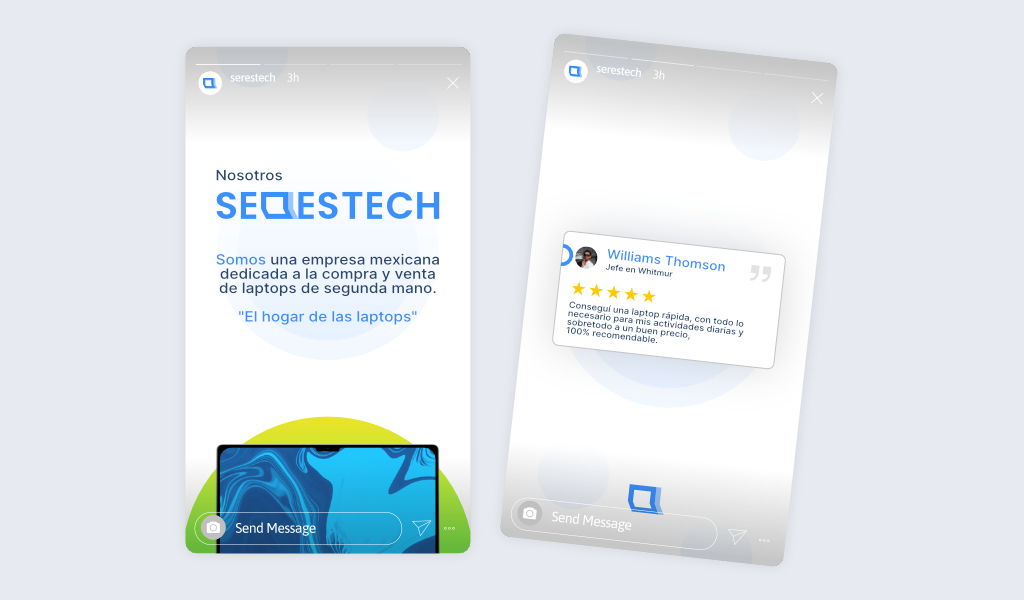 serestech 3h
Nosotros
SERESTECH
Somos una empresa mexicana
dedicada a la compra y venta
de laptops de segunda mano.
"El hogar de las laptops"
Send Message
serestech 3h
Williams Thomson
Jefe en Whitmur
Conseguí una laptop rápida, con todo lo
necesario para mis actividades diarias y
sobretodo a un buen precio,
100% recomendable.
Send Message